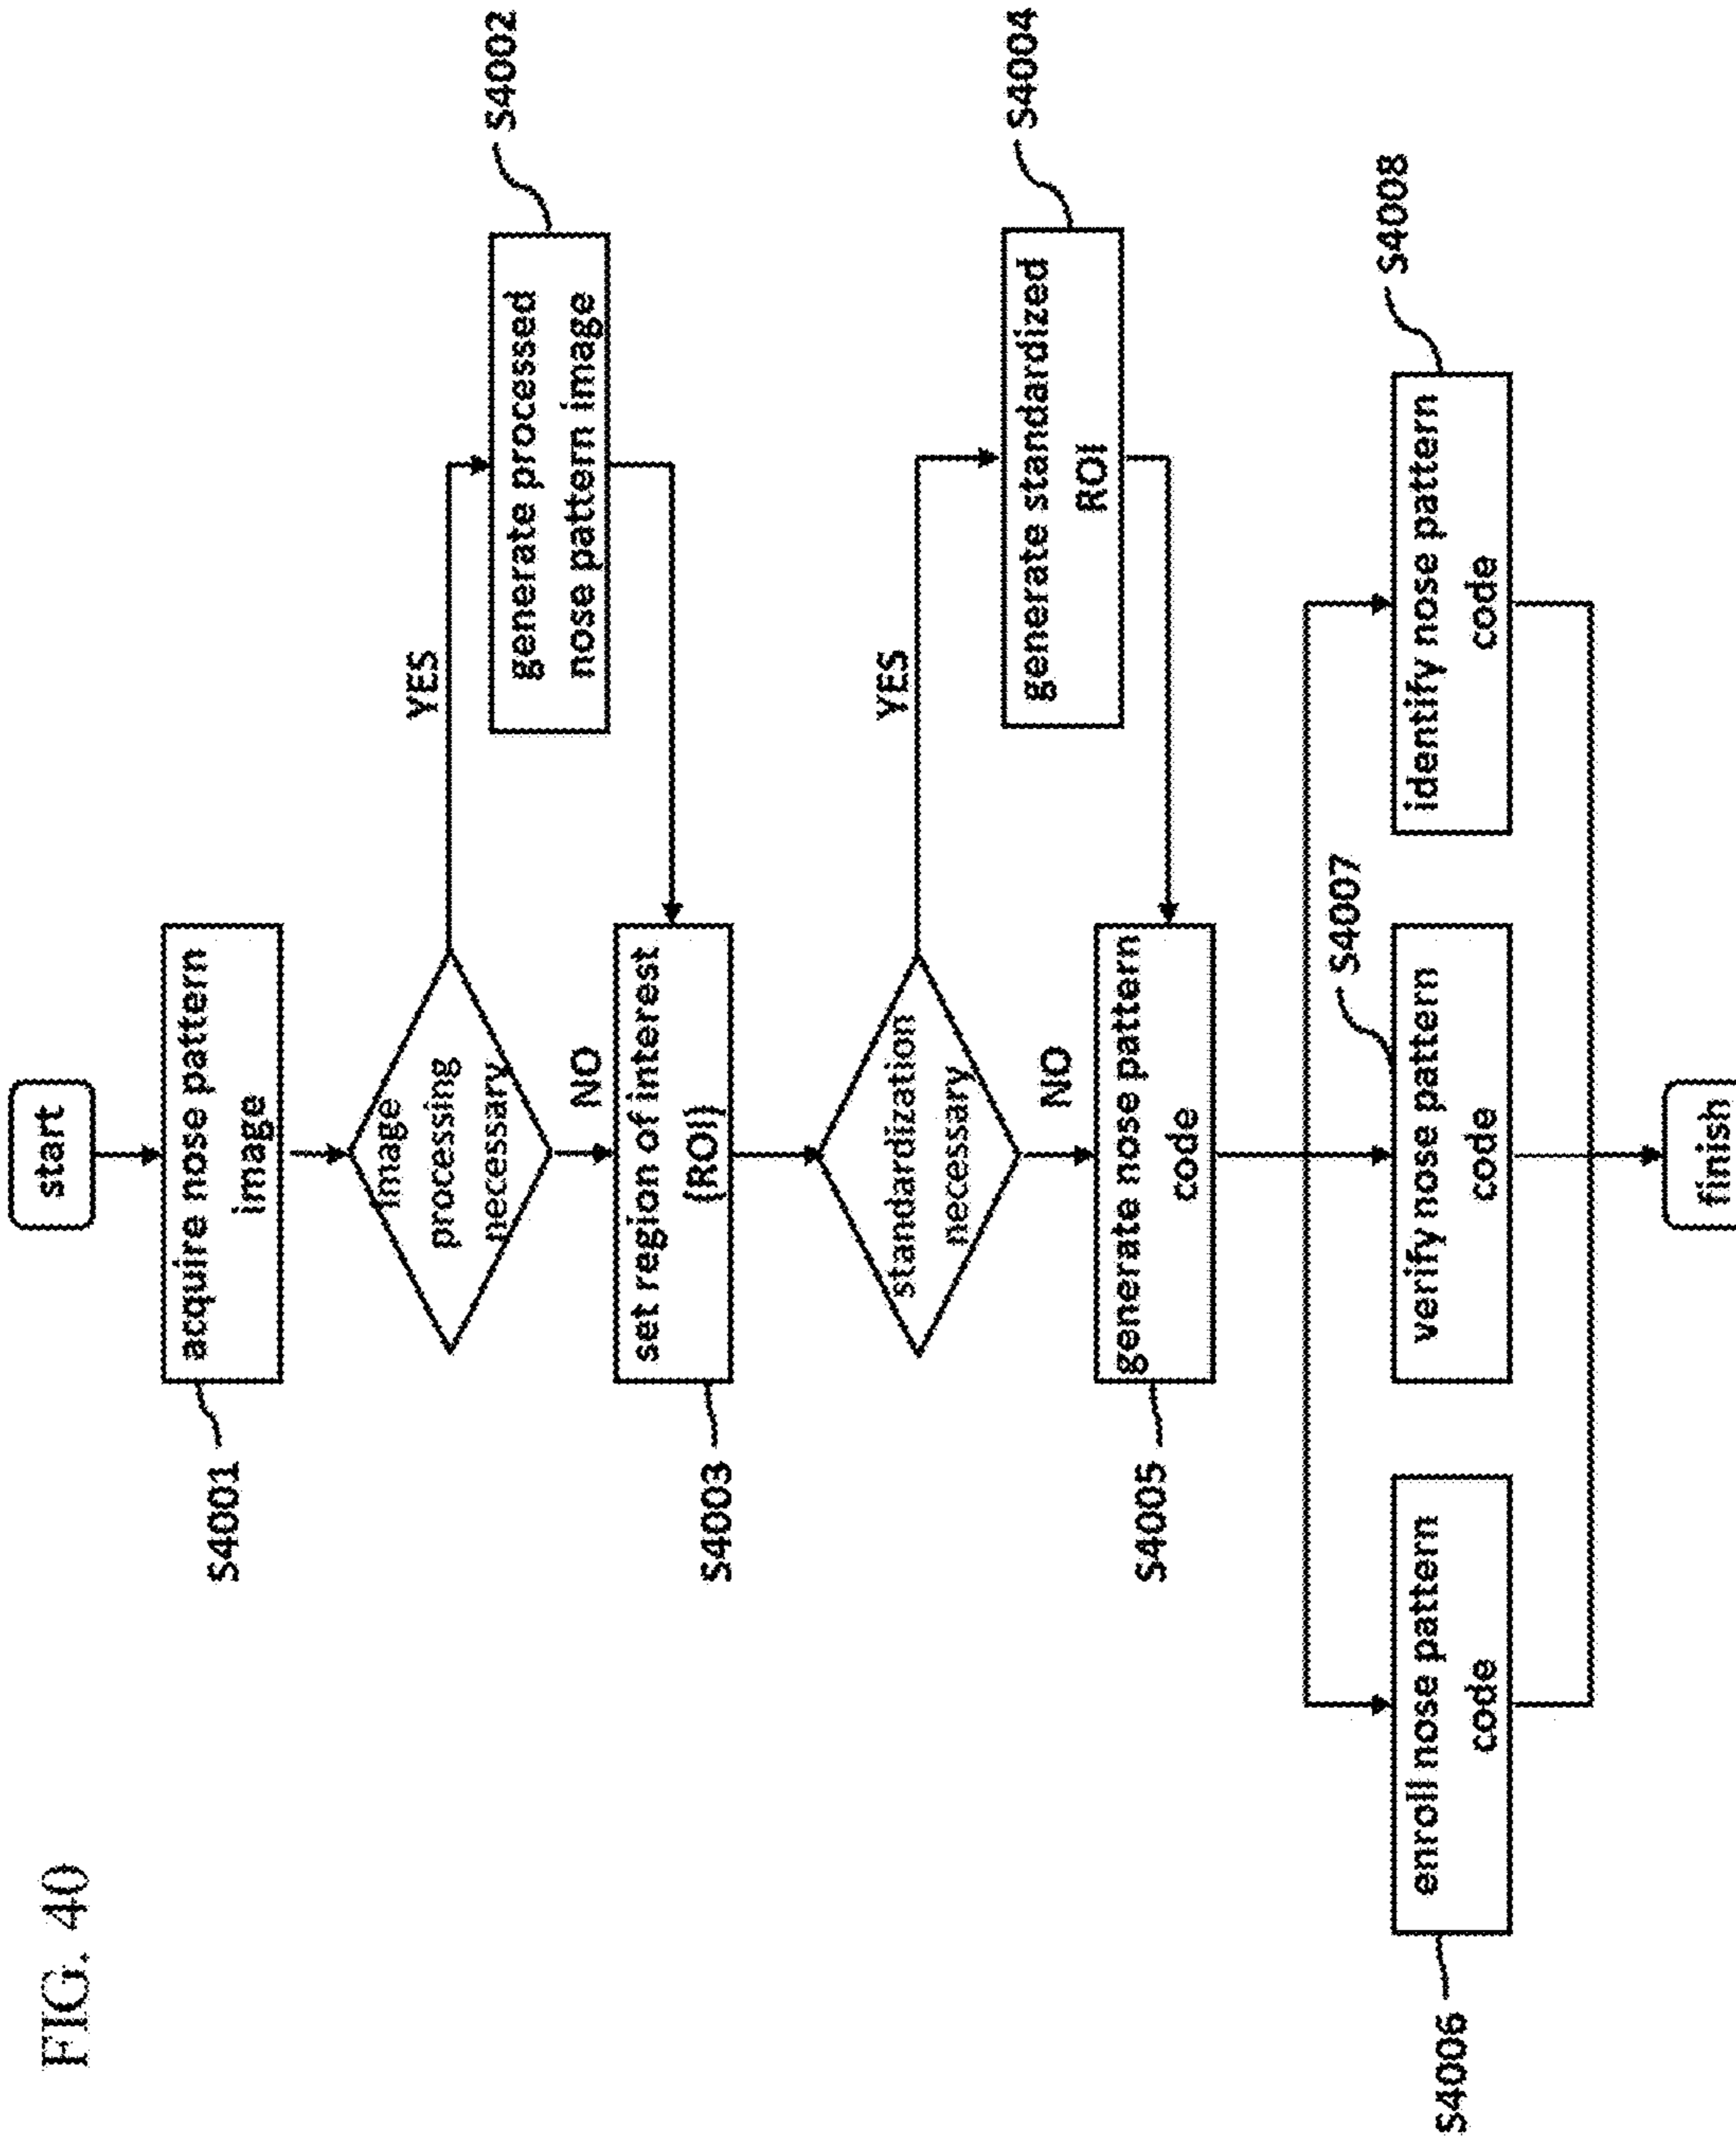 FIG. 40
start
acquire nose pattern
image
S4001
image
processing
necessary
YES
NO
generate processed
nose pattern image
S4002
set region of interest
(ROI)
S4003
standardization
necessary
YES
NO
generate standardized
ROI
S4004
generate nose pattern
code
S4005
enroll nose pattern
code
S4006
verify nose pattern
code
S4007
identify nose pattern
code
S4008
finish